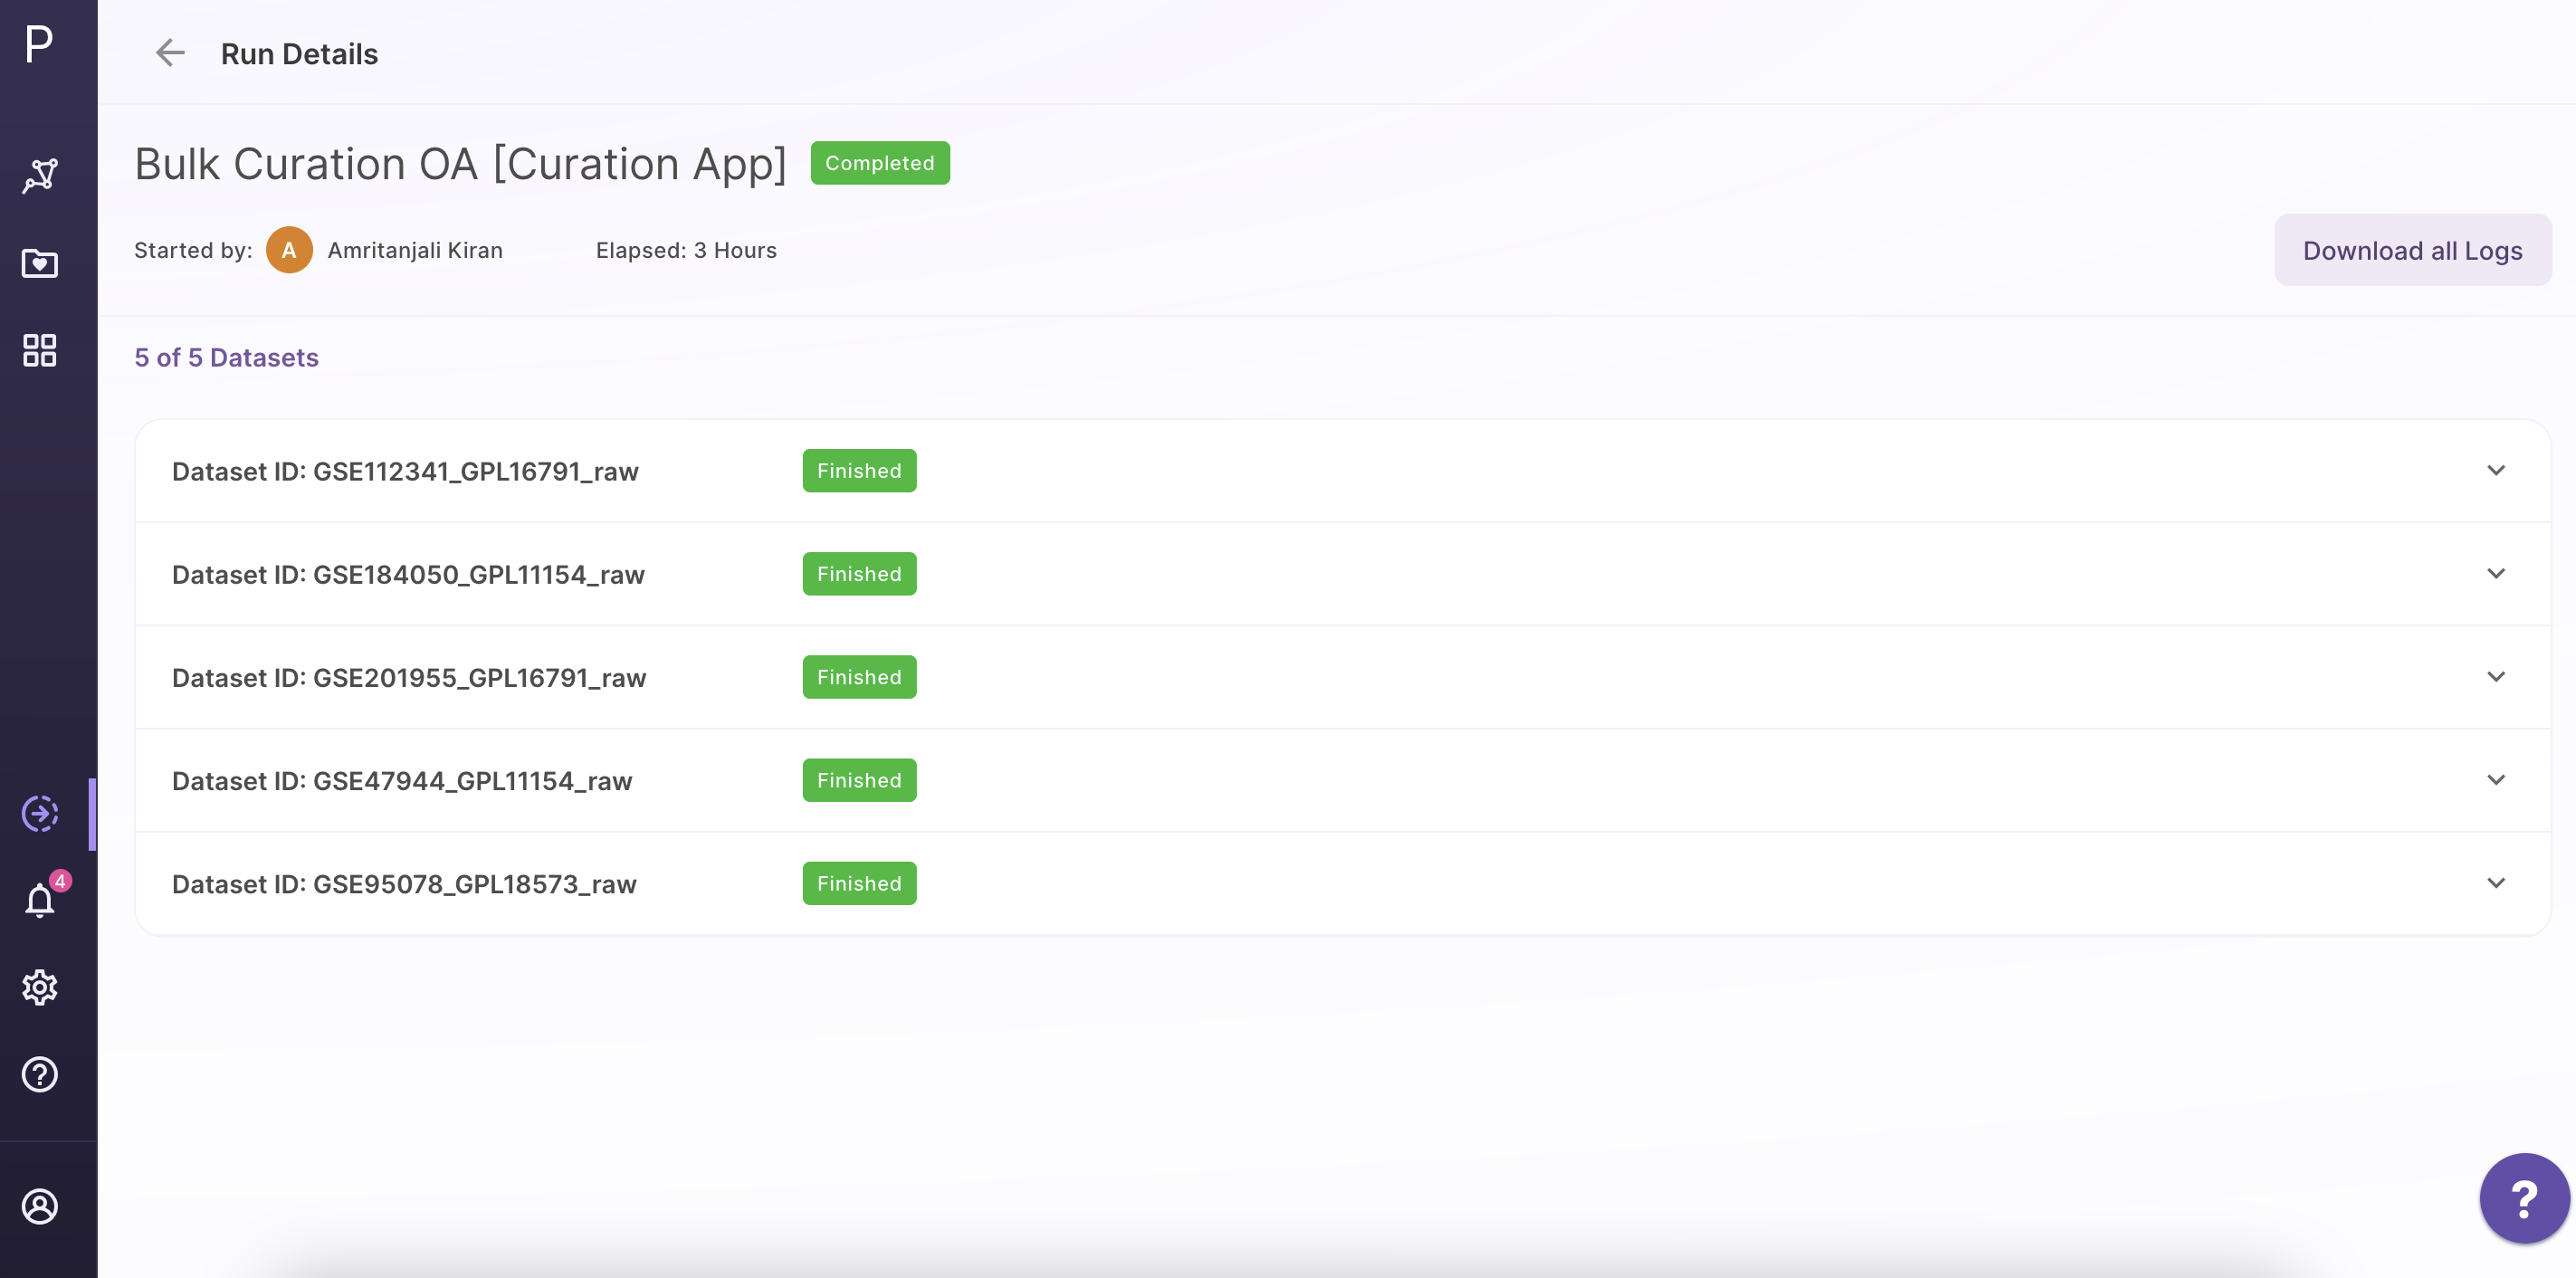 P
Run Details
Bulk Curation OA [Curation App] Completed
Started by: A Amritanjali Kiran Elapsed: 3 Hours Download all Logs
5 of 5 Datasets
Dataset ID: GSE112341_GPL16791_raw Finished
Dataset ID: GSE184050_GPL11154_raw Finished
Dataset ID: GSE201955_GPL16791_raw Finished
Dataset ID: GSE47944_GPL11154_raw Finished
Dataset ID: GSE95078_GPL18573_raw Finished
4
?
?